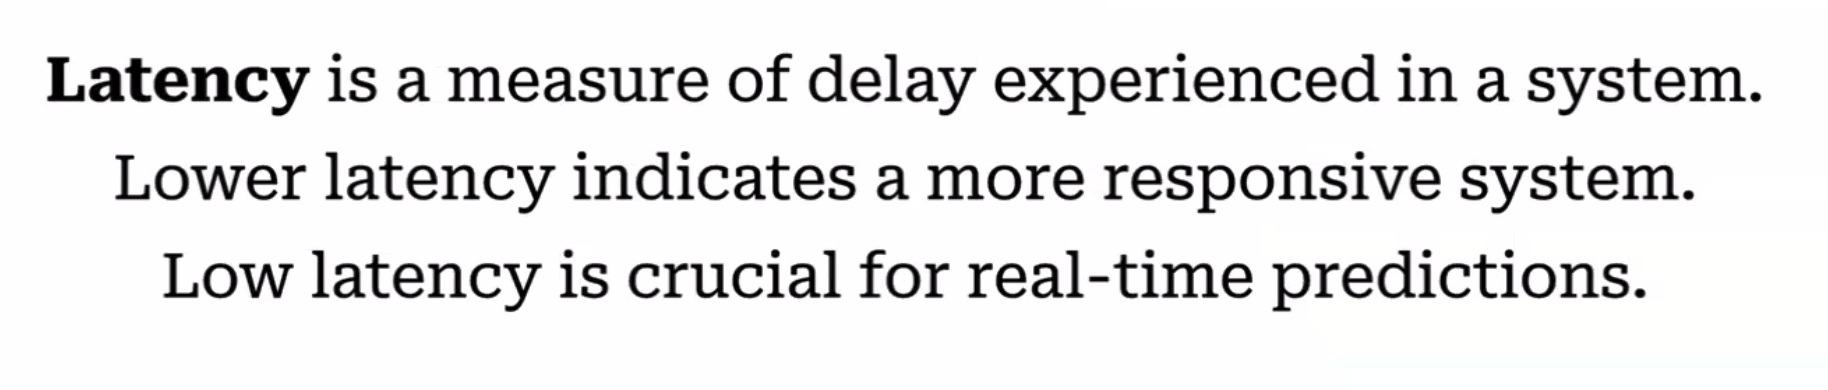 Latency is a measure of delay experienced in a system.
Lower latency indicates a more responsive system.
Low latency is crucial for real-time predictions.